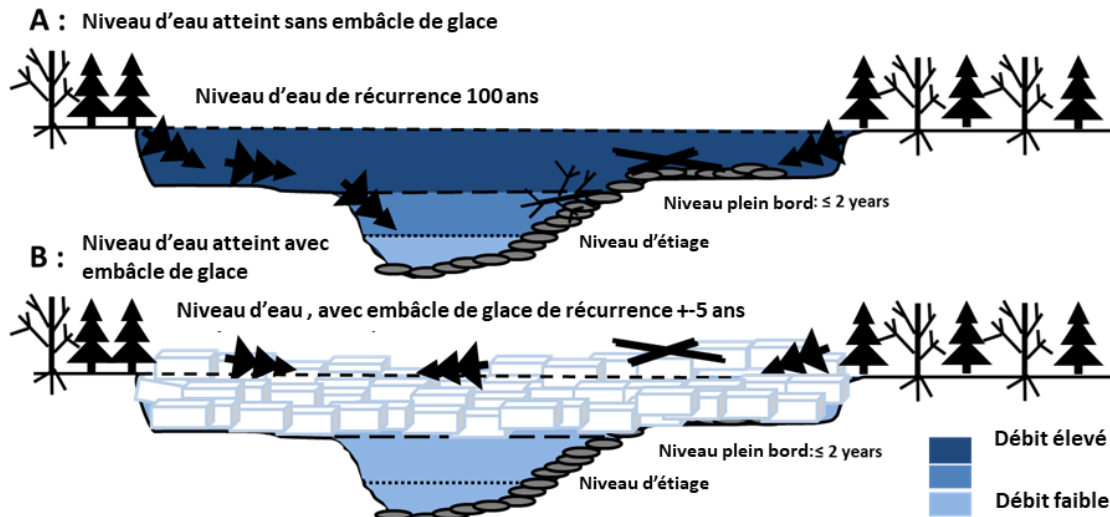 A : Niveau d'eau atteint sans embâcle de glace
Niveau d'eau de récurrence 100 ans
Niveau plein bord: ≤ 2 years
Niveau d'étiage
B : Niveau d'eau atteint avec
embâcle de glace
Niveau d'eau , avec embâcle de glace de récurrence +-5 ans
Niveau plein bord: ≤ 2 years
Niveau d'étiage
Débit élevé
Débit faible